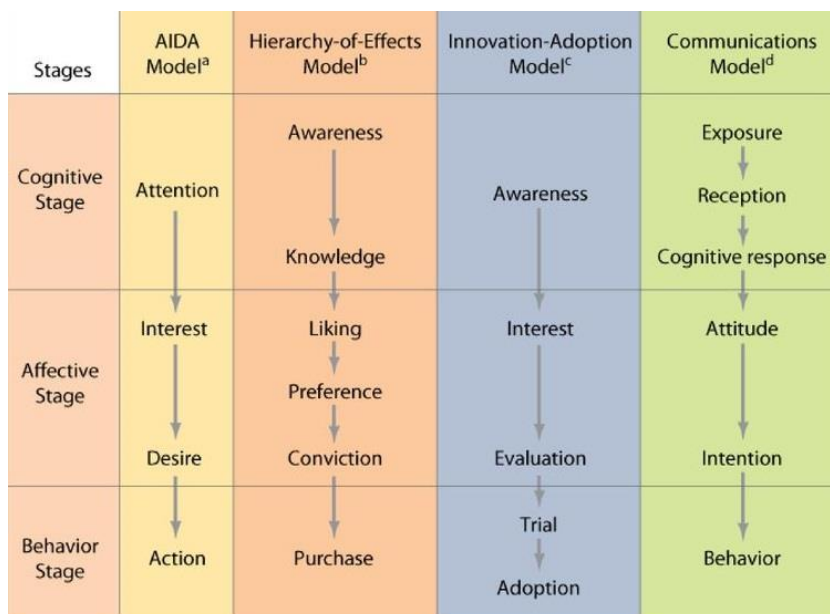 Stages
AIDA
Model^a
Hierarchy-of-Effects
Model^b
Innovation-Adoption
Model^c
Communications
Model^d
Cognitive
Stage
Attention
Awareness
Knowledge
Awareness
Exposure
Reception
Cognitive response
Affective
Stage
Interest
Desire
Liking
Preference
Conviction
Interest
Evaluation
Attitude
Intention
Behavior
Stage
Action
Purchase
Trial
Adoption
Behavior